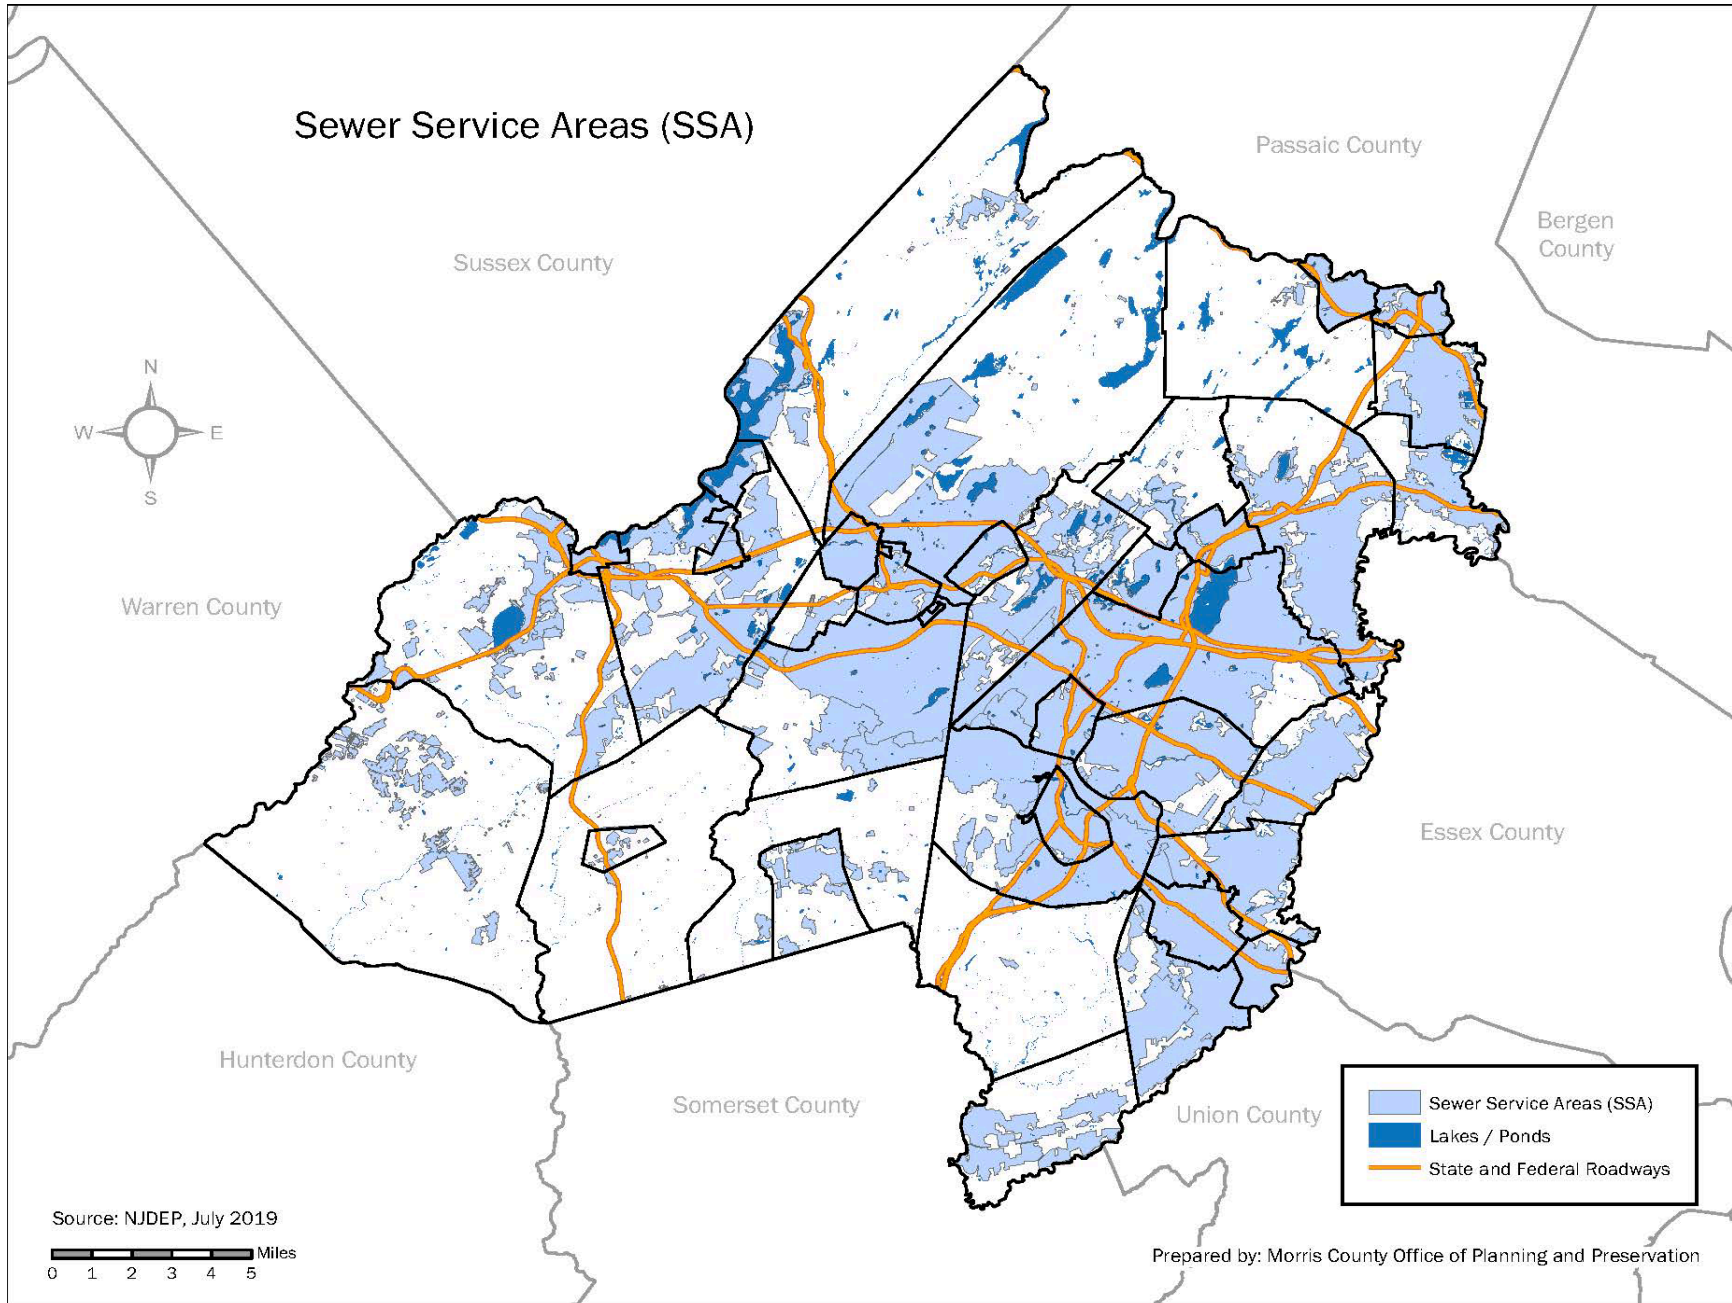 Sewer Service Areas (SSA)
Passaic County
Bergen
County
Sussex County
N
W
E
S
Warren County
Essex County
Hunterdon County
Somerset County
Union County
Sewer Service Areas (SSA)
Lakes / Ponds
State and Federal Roadways
Source: NJDEP, July 2019
Miles
0 1 2 3 4 5
Prepared by: Morris County Office of Planning and Preservation